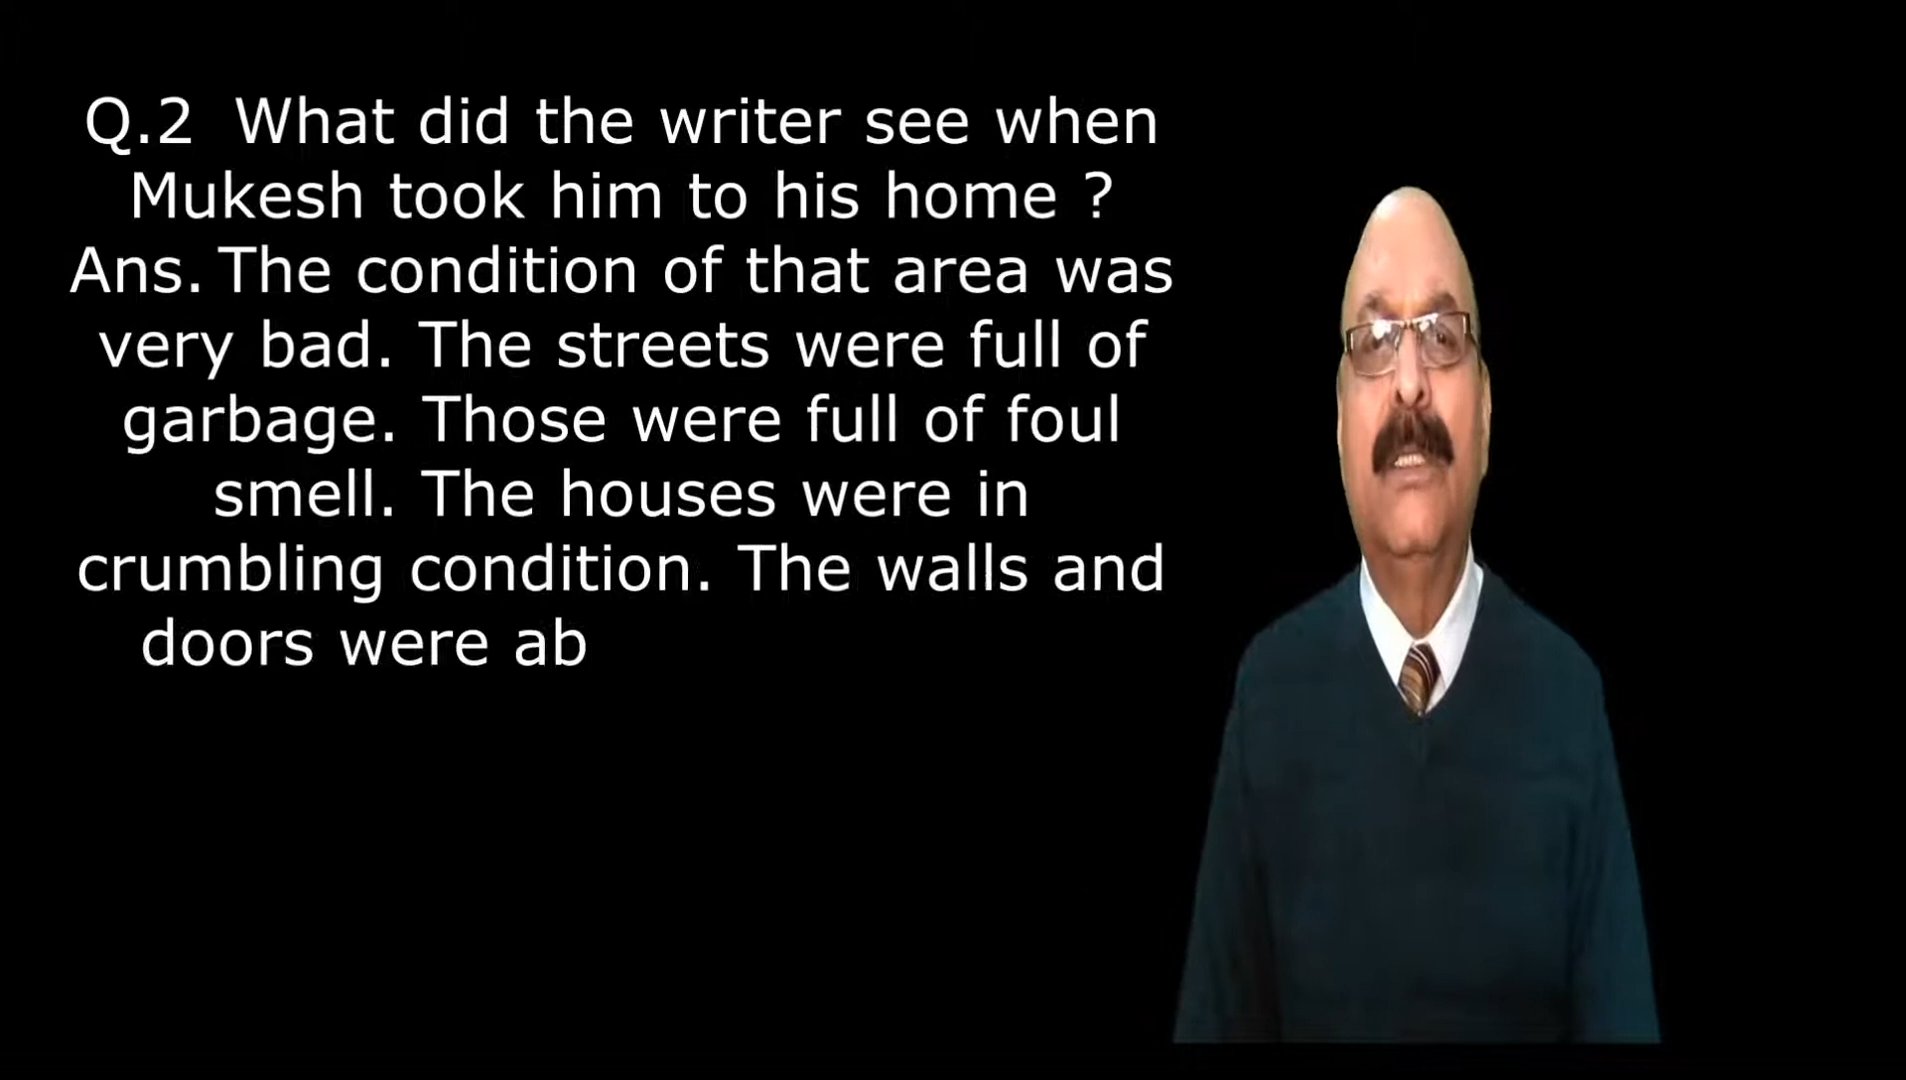 Q.2 What did the writer see when
Mukesh took him to his home ?
Ans. The condition of that area was
very bad. The streets were full of
garbage. Those were full of foul
smell. The houses were in
crumbling condition. The walls and
doors were ab